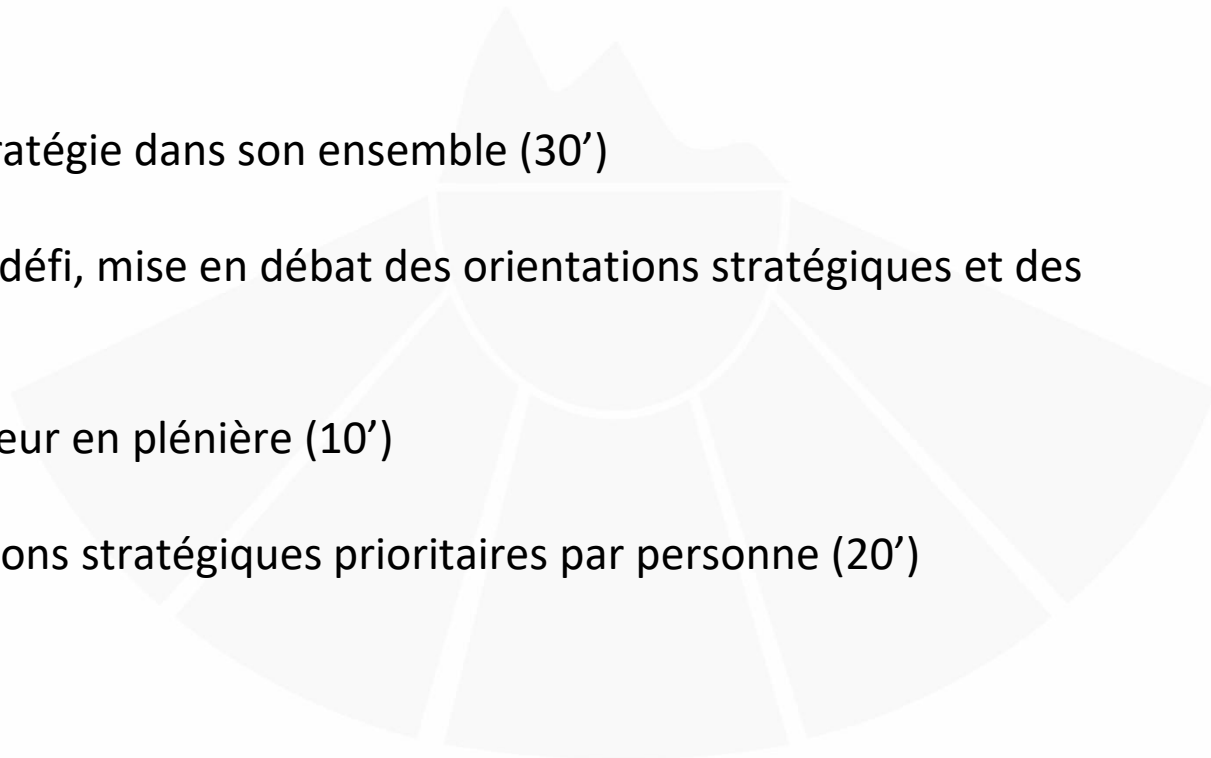 ratégie dans son ensemble (30’)
défi, mise en débat des orientations stratégiques et des
eur en plénière (10’)
ons stratégiques prioritaires par personne (20’)